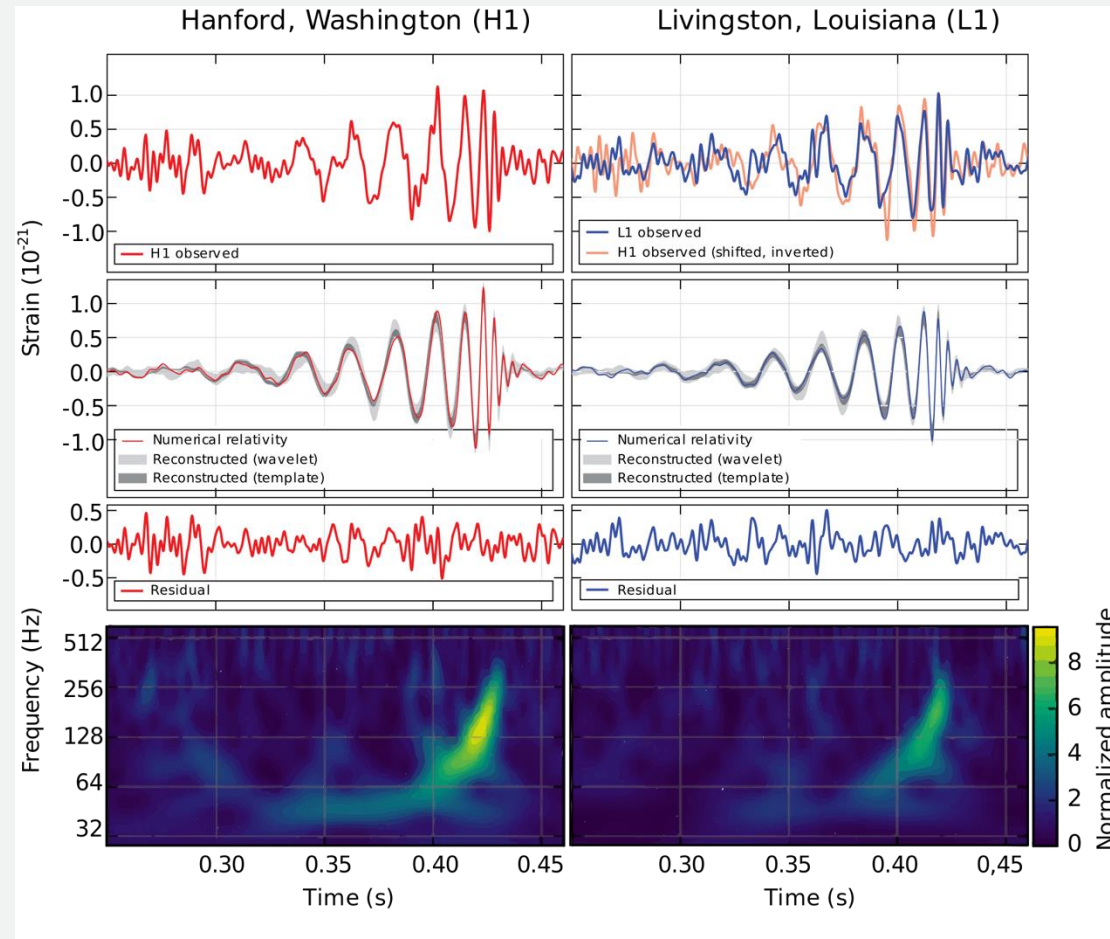 Hanford, Washington (H1)
Livingston, Louisiana (L1)
Strain (10⁻²¹)
1.0
0.5
0.0
-0.5
-1.0
H1 observed
L1 observed
H1 observed (shifted, inverted)
1.0
0.5
0.0
-0.5
-1.0
Numerical relativity
Reconstructed (wavelet)
Reconstructed (template)
Numerical relativity
Reconstructed (wavelet)
Reconstructed (template)
0.5
0.0
-0.5
Residual
Residual
Frequency (Hz)
512
256
128
64
32
Normalized amplitude
8
6
4
2
0
0.30
0.35
0.40
0.45
0.30
0.35
0.40
0,45
Time (s)
Time (s)